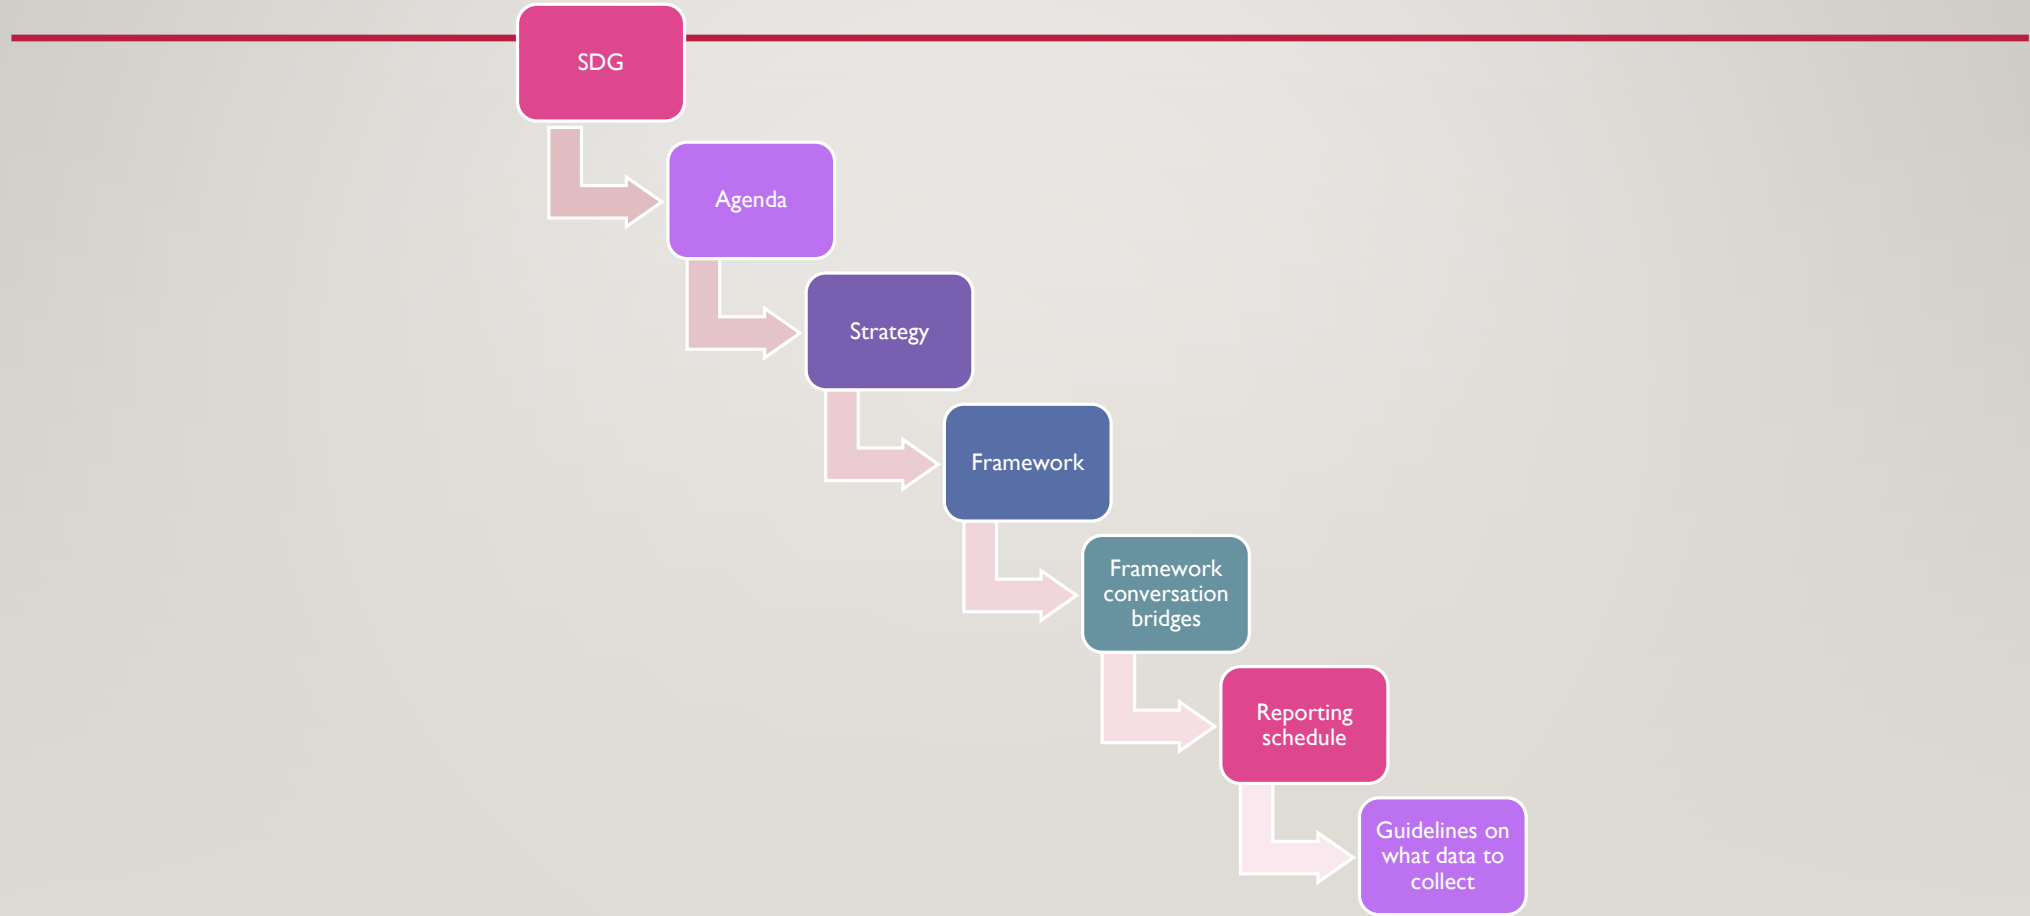 SDG
Agenda
Strategy
Framework
Framework
conversation
bridges
Reporting
schedule
Guidelines on
what data to
collect